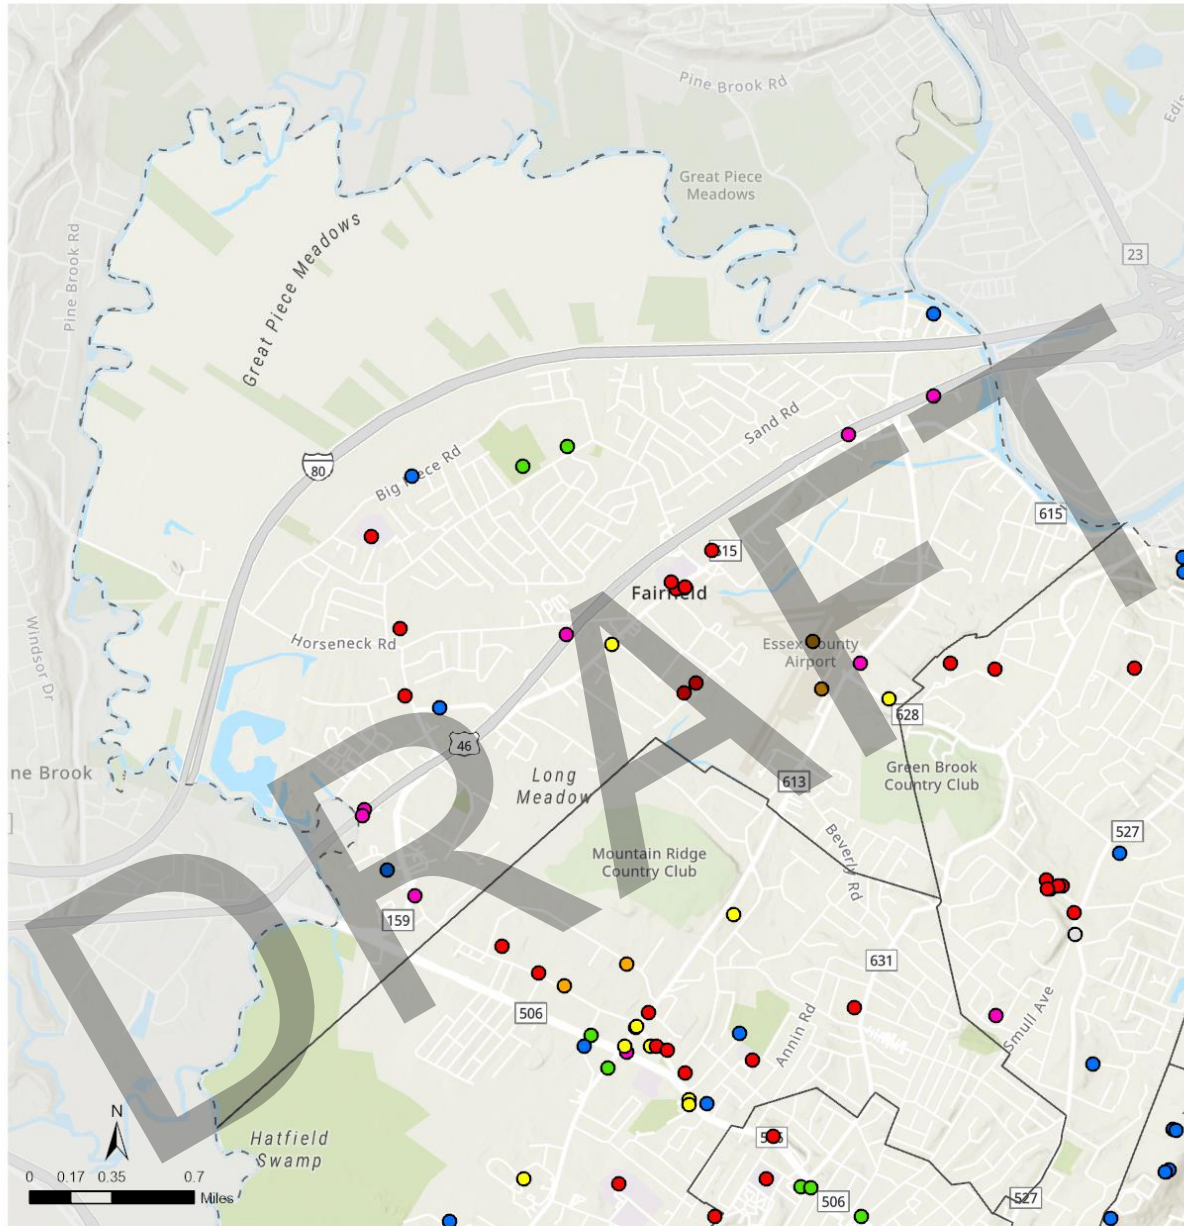 Pine Brook Rd
Edis
Great Piece
Meadows
Pine Brook Rd
Great Piece Meadows
23
Sand Rd
80
Big Piece Rd
615
615
Fairfield
Horseneck Rd
Essex County
Airport
Windsor Dr
628
46
ne Brook
Long
Meadow
613
Green Brook
Country Club
527
Mountain Ridge
Country Club
Beverly Rd
159
631
506
Annin Rd
Smull Ave
N
Hatfield
Swamp
0 0.17 0.35 0.7
Miles
506
527
DRAFT